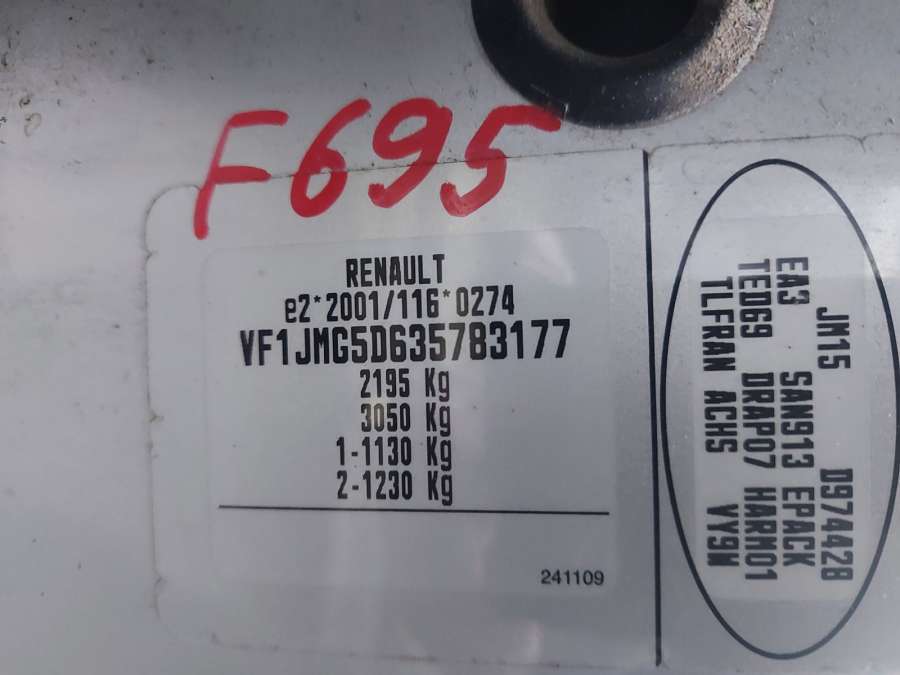 F695
RENAULT
e2*2001/116*0274
VF1JMG5D635783177
2195 Kg
3050 Kg
1-1130 Kg
2-1230 Kg
241109
JM15 D974428
EA3 SAN913 EPACK
TED69 DRAP07 HARM01
TLFRAN ACHS VY9W